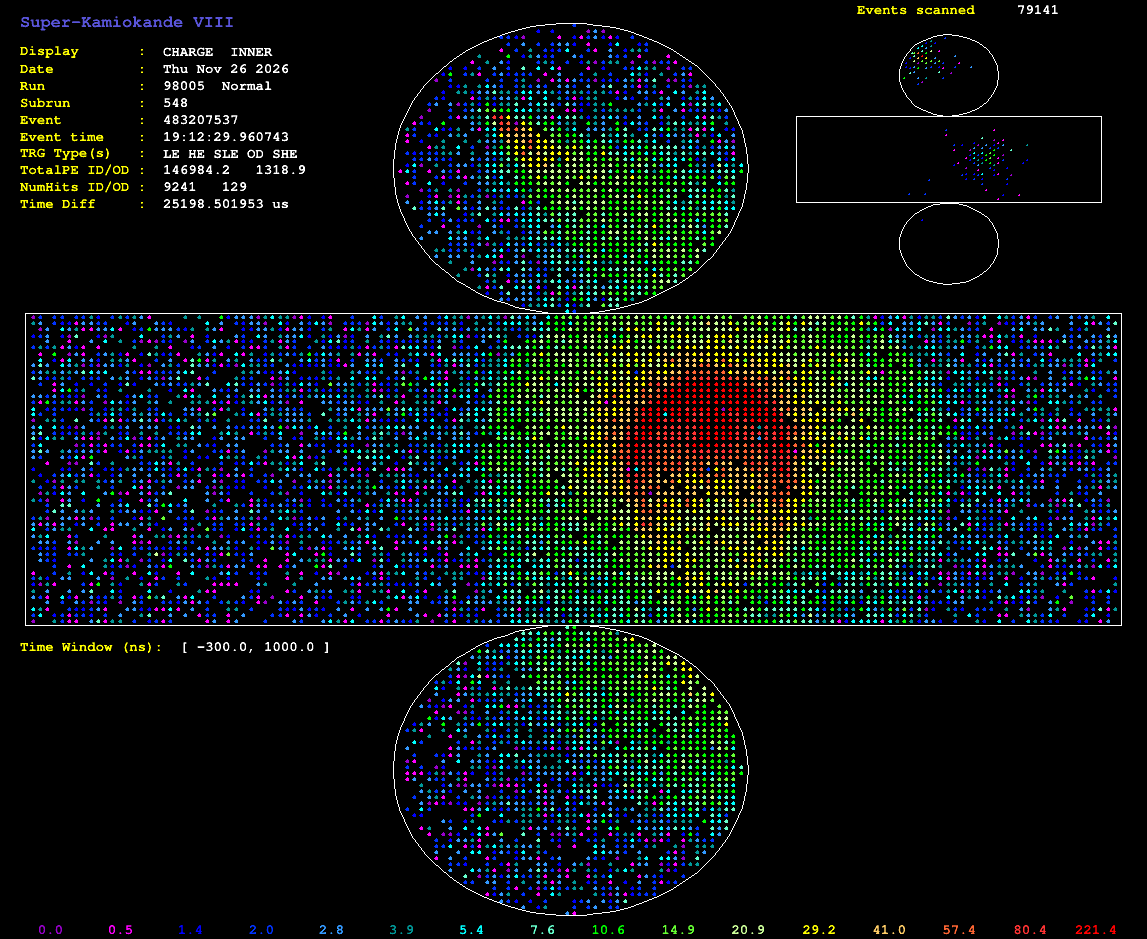 Super-Kamiokande VIII
Events scanned 79141
Display : CHARGE INNER
Date : Thu Nov 26 2026
Run : 98005 Normal
Subrun : 548
Event : 483207537
Event time : 19:12:29.960743
TRG Type(s) : LE HE SLE OD SHE
TotalPE ID/OD : 146984.2 1318.9
NumHits ID/OD : 9241 129
Time Diff : 25198.501953 us
Time Window (ns): [ -300.0, 1000.0 ]
0.0 0.5 1.4 2.0 2.8 3.9 5.4 7.6 10.6 14.9 20.9 29.2 41.0 57.4 80.4 221.4